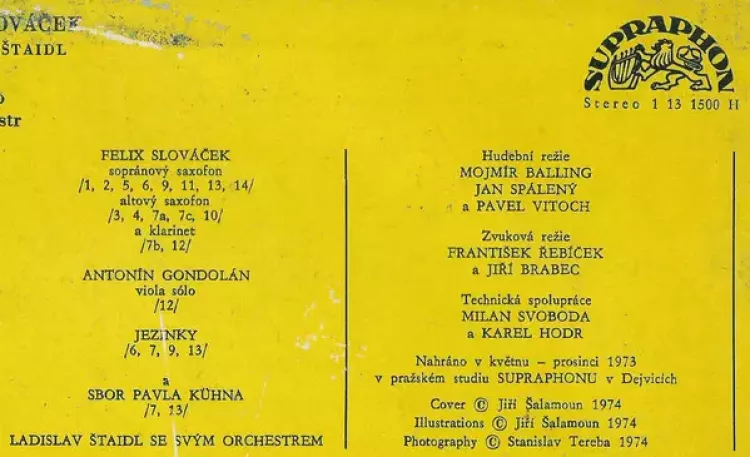 OVÁČEK
ŠTAIDL
str
FELIX SLOVÁČEK
sopránový saxofon
/1, 2, 5, 6, 9, 11, 13, 14/
altový saxofon
/3, 4, 7a, 7c, 10/
a klarinet
/7b, 12/
ANTONÍN GONDOLÁN
viola sólo
/12/
JEZINKY
/6, 7, 9, 13/
a
SBOR PAVLA KÜHNA
/7, 13/
LADISLAV ŠTAIDL SE SVÝM ORCHESTREM
SUPRAPHON
Stereo 1 13 1500 H
Hudební režie
MOJMÍR BALLING
JAN SPÁLENÝ
a PAVEL VITOCH
Zvuková režie
FRANTIŠEK ŘEBÍČEK
a JIŘÍ BRABEC
Technická spolupráce
MILAN SVOBODA
a KAREL HODR
Nahráno v květnu – prosinci 1973
v pražském studiu SUPRAPHONU v Dejvicích
Cover © Jiří Šalamoun 1974
Illustrations © Jiří Šalamoun 1974
Photography © Stanislav Tereba 1974